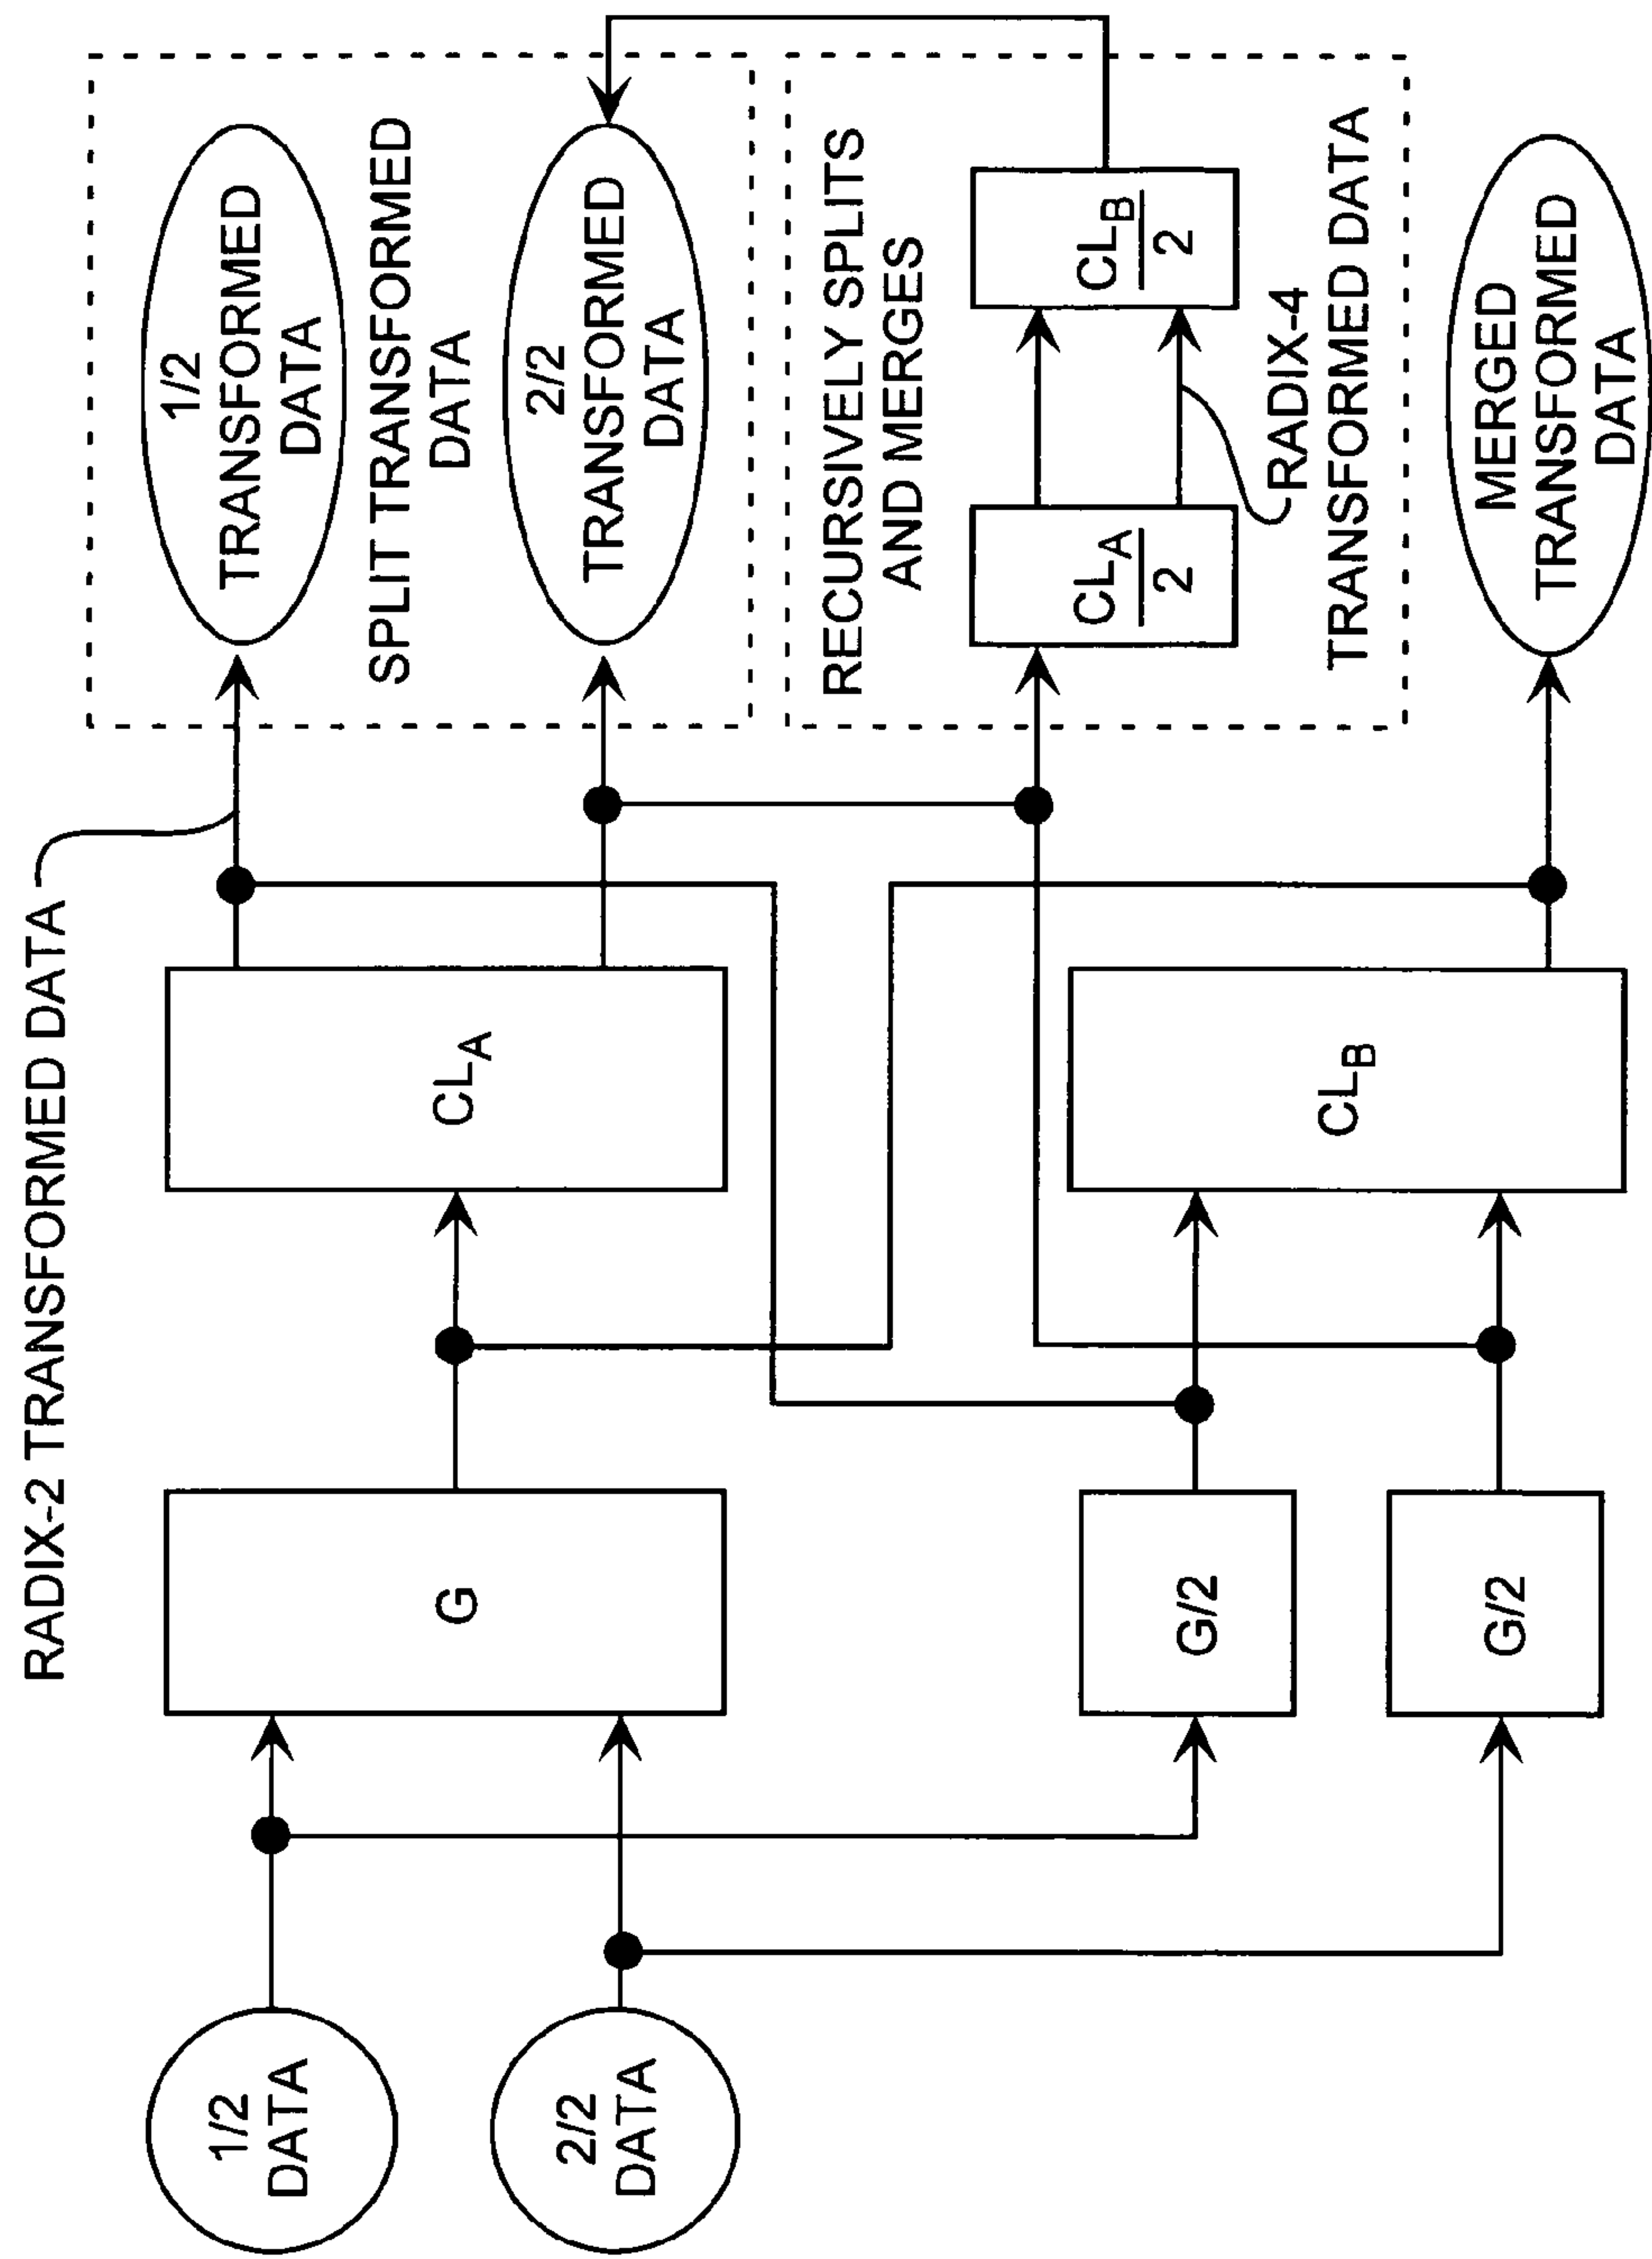 RADIX-2 TRANSFORMED DATA
1/2
DATA
2/2
DATA
G
G/2
G/2
CLA
CLB
1/2
TRANSFORMED
DATA
SPLIT TRANSFORMED
DATA
2/2
TRANSFORMED
DATA
RECURSIVELY SPLITS
AND MERGES
CLA
2
CLB
2
RADIX-4
TRANSFORMED DATA
MERGED
TRANSFORMED
DATA